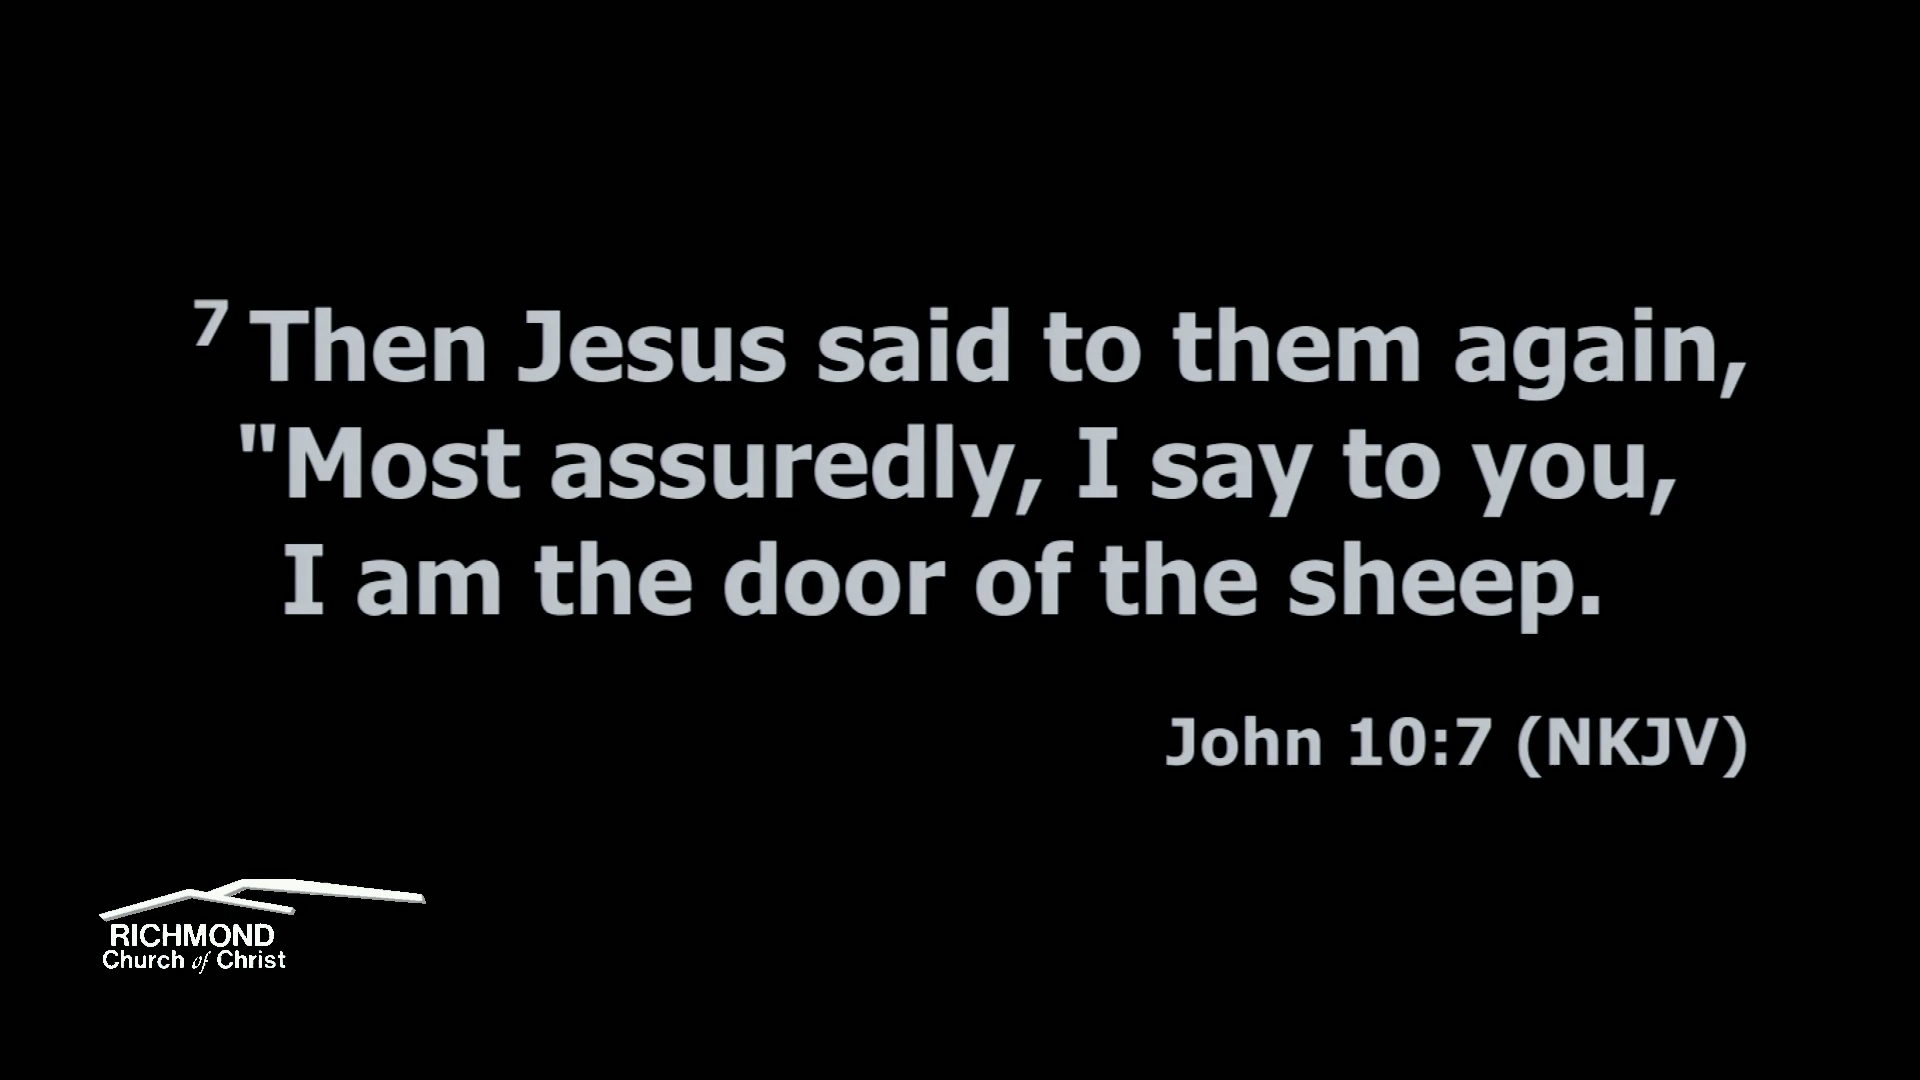 7 Then Jesus said to them again,
"Most assuredly, I say to you,
I am the door of the sheep.
John 10:7 (NKJV)
RICHMOND
Church of Christ